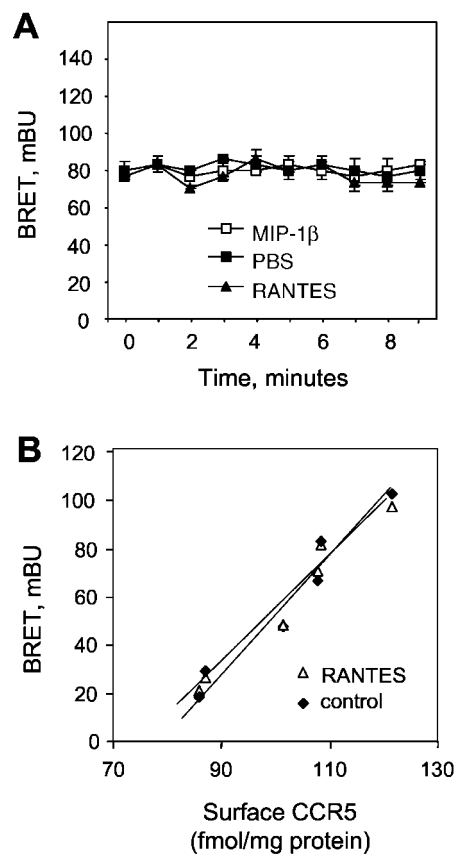 A
BRET, mBU
140
120
100
80
60
40
20
0
MIP-1β
PBS
RANTES
0 2 4 6 8
Time, minutes
B
BRET, mBU
120
100
80
60
40
20
0
RANTES
control
70 90 110 130
Surface CCR5
(fmol/mg protein)